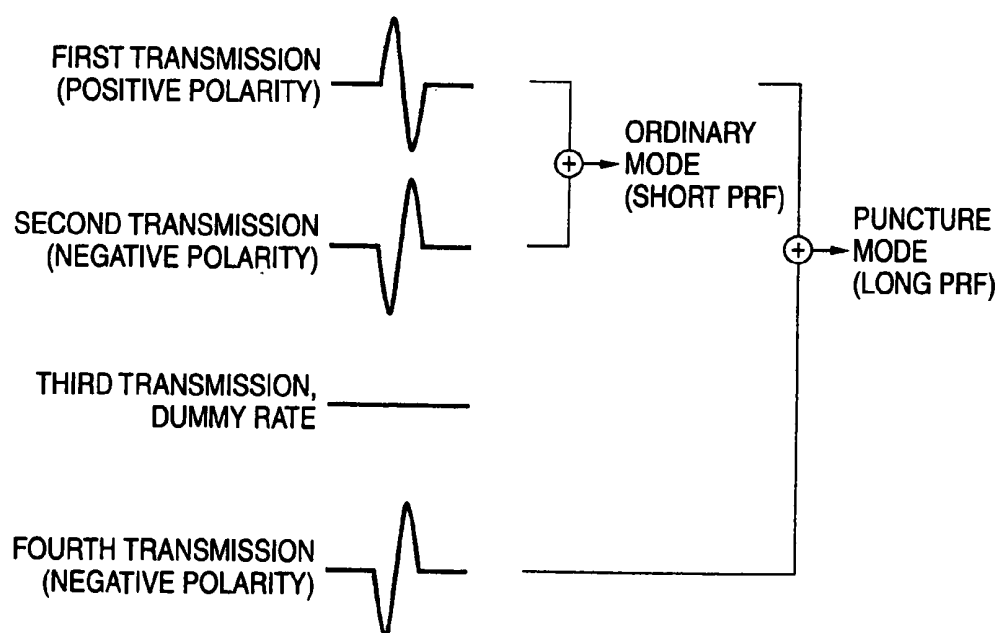 FIRST TRANSMISSION
(POSITIVE POLARITY)
ORDINARY
MODE
(SHORT PRF)
SECOND TRANSMISSION
(NEGATIVE POLARITY)
PUNCTURE
MODE
(LONG PRF)
THIRD TRANSMISSION,
DUMMY RATE
FOURTH TRANSMISSION
(NEGATIVE POLARITY)